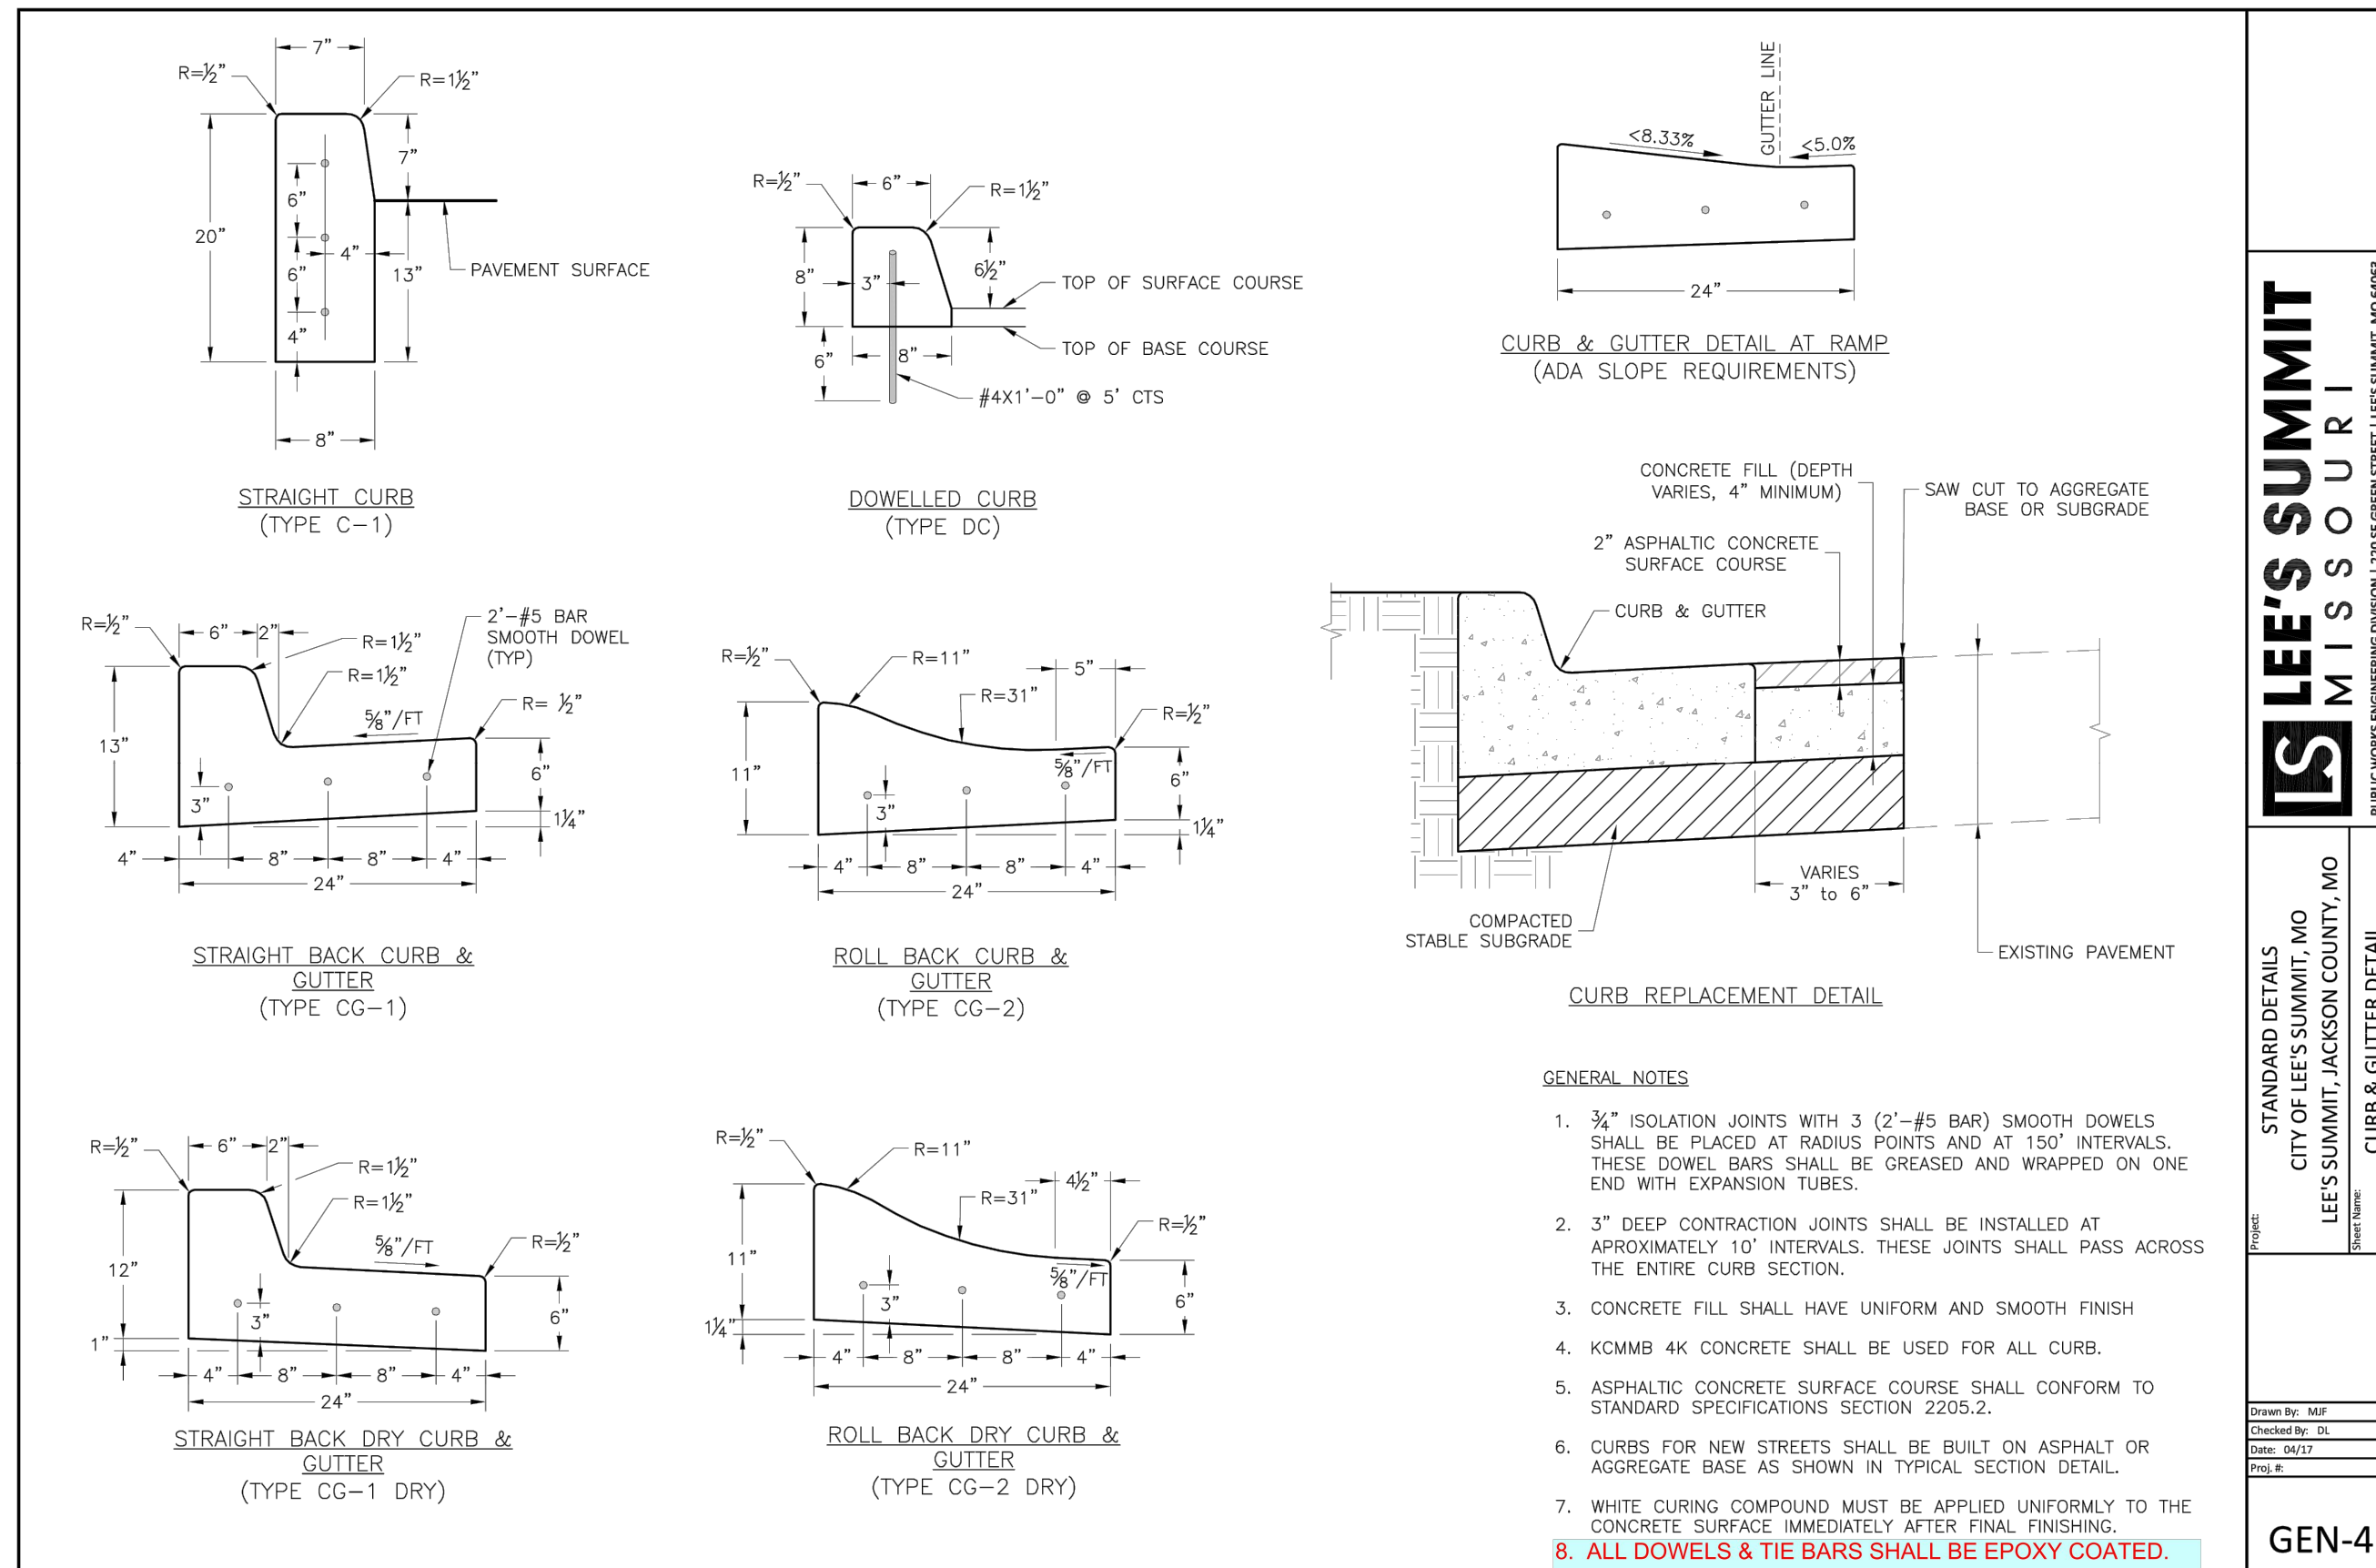 7"
R=½"
R=1½"
7"
6"
20"
4"
6"
13"
PAVEMENT SURFACE
4"
8"
STRAIGHT CURB
(TYPE C-1)
R=½"
6"
R=1½"
8"
3"
6½"
TOP OF SURFACE COURSE
6"
8"
TOP OF BASE COURSE
#4X1'-0" @ 5' CTS
DOWELLED CURB
(TYPE DC)
GUTTER LINE
<8.33%
<5.0%
24"
CURB & GUTTER DETAIL AT RAMP
(ADA SLOPE REQUIREMENTS)
R=½"
6"
2"
R=1½"
R=1½"
2'-#5 BAR
SMOOTH DOWEL
(TYP)
⅝"/FT
R= ½"
13"
3"
6"
1¼"
4"
8"
8"
4"
24"
STRAIGHT BACK CURB &
GUTTER
(TYPE CG-1)
R=½"
R=11"
5"
R=31"
R=½"
11"
⅝"/FT
3"
6"
1¼"
4"
8"
8"
4"
24"
ROLL BACK CURB &
GUTTER
(TYPE CG-2)
CONCRETE FILL (DEPTH
VARIES, 4" MINIMUM)
SAW CUT TO AGGREGATE
BASE OR SUBGRADE
2" ASPHALTIC CONCRETE
SURFACE COURSE
CURB & GUTTER
VARIES
3" to 6"
COMPACTED
STABLE SUBGRADE
EXISTING PAVEMENT
CURB REPLACEMENT DETAIL
R=½"
6"
2"
R=1½"
R=1½"
⅝"/FT
R=½"
12"
3"
6"
1"
4"
8"
8"
4"
24"
STRAIGHT BACK DRY CURB &
GUTTER
(TYPE CG-1 DRY)
R=½"
R=11"
4½"
R=31"
R=½"
11"
⅝"/FT
3"
6"
1¼"
4"
8"
8"
4"
24"
ROLL BACK DRY CURB &
GUTTER
(TYPE CG-2 DRY)
GENERAL NOTES
1. ¾" ISOLATION JOINTS WITH 3 (2'-#5 BAR) SMOOTH DOWELS
SHALL BE PLACED AT RADIUS POINTS AND AT 150' INTERVALS.
THESE DOWEL BARS SHALL BE GREASED AND WRAPPED ON ONE
END WITH EXPANSION TUBES.
2. 3" DEEP CONTRACTION JOINTS SHALL BE INSTALLED AT
APROXIMATELY 10' INTERVALS. THESE JOINTS SHALL PASS ACROSS
THE ENTIRE CURB SECTION.
3. CONCRETE FILL SHALL HAVE UNIFORM AND SMOOTH FINISH
4. KCMMB 4K CONCRETE SHALL BE USED FOR ALL CURB.
5. ASPHALTIC CONCRETE SURFACE COURSE SHALL CONFORM TO
STANDARD SPECIFICATIONS SECTION 2205.2.
6. CURBS FOR NEW STREETS SHALL BE BUILT ON ASPHALT OR
AGGREGATE BASE AS SHOWN IN TYPICAL SECTION DETAIL.
7. WHITE CURING COMPOUND MUST BE APPLIED UNIFORMLY TO THE
CONCRETE SURFACE IMMEDIATELY AFTER FINAL FINISHING.
8. ALL DOWELS & TIE BARS SHALL BE EPOXY COATED.
LS LEE'S SUMMIT
MISSOURI
PUBLIC WORKS ENGINEERING DIVISION | 220 SE GREEN STREET | LEE'S SUMMIT, MO 64063
Project:
STANDARD DETAILS
CITY OF LEE'S SUMMIT, MO
LEE'S SUMMIT, JACKSON COUNTY, MO
Sheet Name:
CURB & GUTTER DETAIL
Drawn By: MJF
Checked By: DL
Date: 04/17
Proj. #:
GEN-4